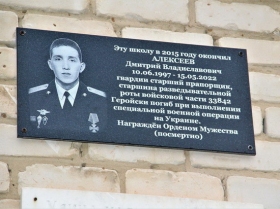 Эту школу в 2015 году окончил
АЛЕКСЕЕВ
Дмитрий Владиславович
10.06.1997 - 15.05.2022
гвардии старший прапорщик,
старшина разведывательной
роты войсковой части 33842
Геройски погиб при выполнении
специальной военной операции
на Украине.
Награждён Орденом Мужества
(посмертно)